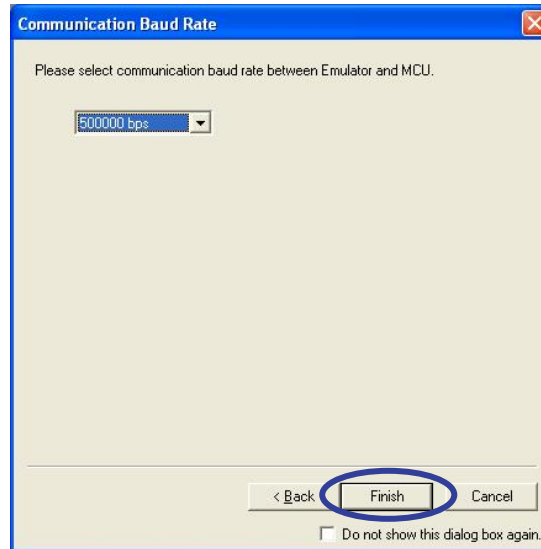 Communication Baud Rate
Please select communication baud rate between Emulator and MCU.
500000 bps
< Back
Finish
Cancel
Do not show this dialog box again.